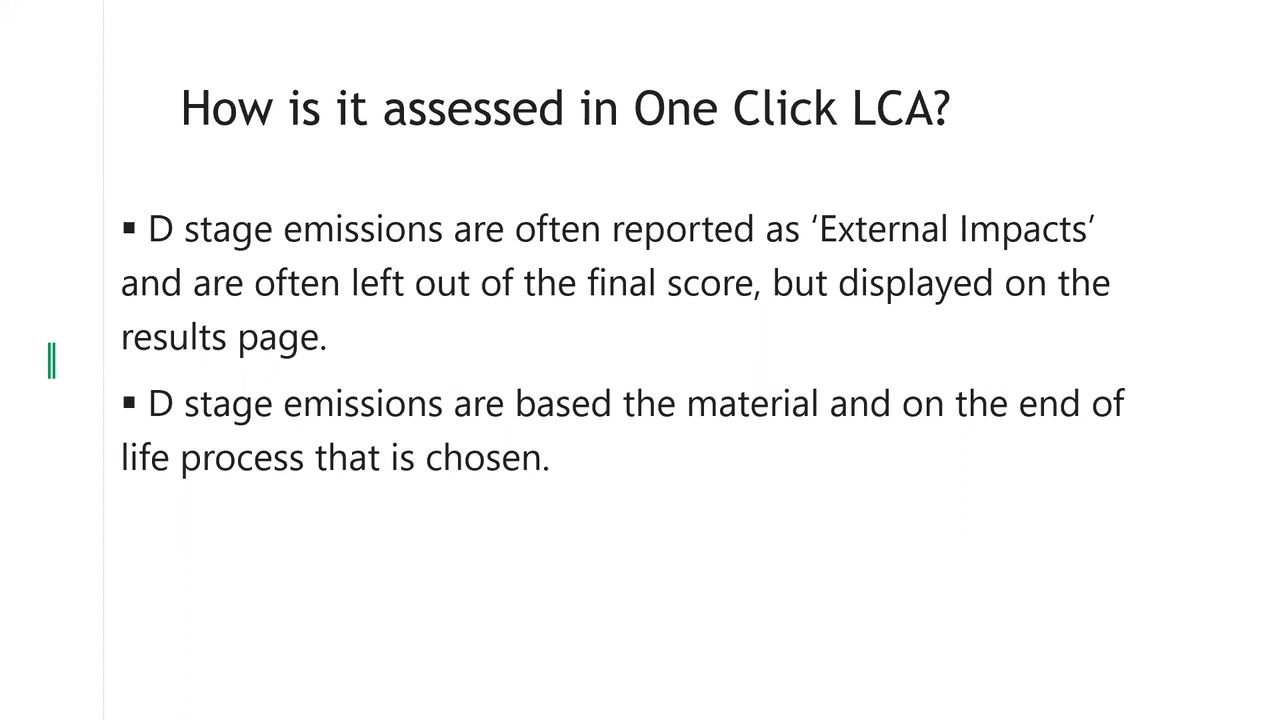 How is it assessed in One Click LCA?
▪ D stage emissions are often reported as ‘External Impacts’
and are often left out of the final score, but displayed on the
results page.
▪ D stage emissions are based the material and on the end of
life process that is chosen.